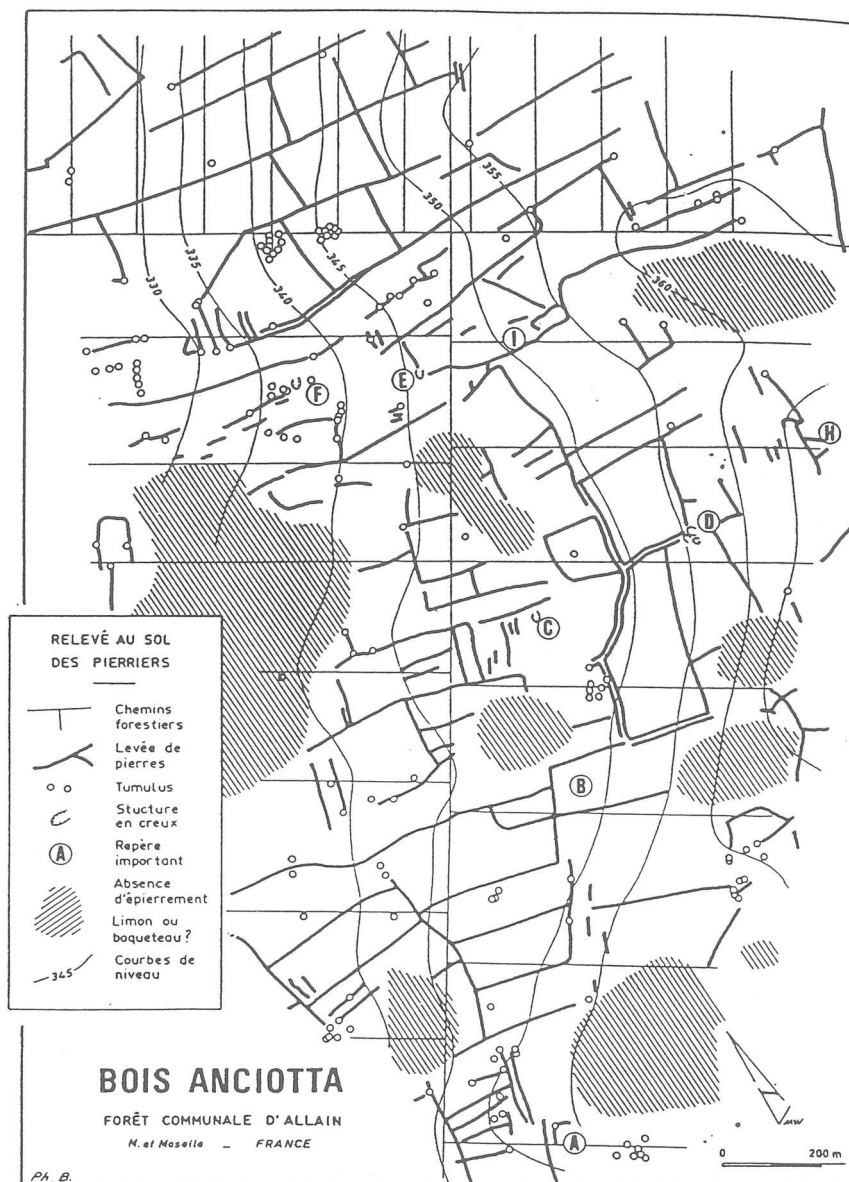 355
350
335
345
330
340
360
I
E
F
H
D
C
RELEVÉ AU SOL
DES PIERRIERS
Chemins
forestiers
Levée de
pierres
Tumulus
Stucture
en creux
A Repère
important
Absence
d'épierrement
Limon ou
boqueteau ?
345 Courbes de
niveau
B
BOIS ANCIOTTA
FORÊT COMMUNALE D'ALLAIN
M. et Moselle _ FRANCE
A
0 200 m
Ph. B.